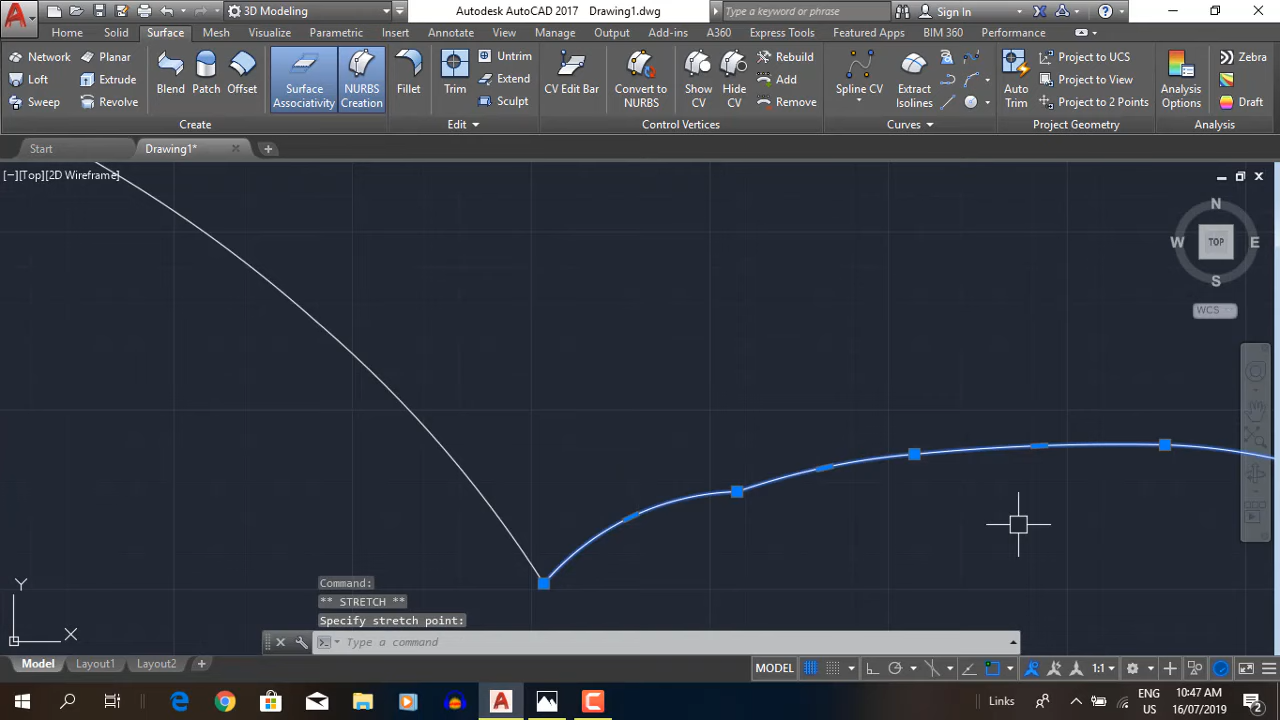 3D Modeling
Autodesk AutoCAD 2017 Drawing1.dwg
Type a keyword or phrase
Sign In
Home Solid Surface Mesh Visualize Parametric Insert Annotate View Manage Output Add-ins A360 Express Tools Featured Apps BIM 360 Performance
Network Planar
Loft Extrude
Sweep Revolve
Blend Patch Offset
Surface Associativity
NURBS Creation
Create
Fillet
Trim
Untrim
Extend
Sculpt
Edit
CV Edit Bar
Convert to NURBS
Show CV
Hide CV
Rebuild
Add
Remove
Control Vertices
Spline CV
Extract Isolines
Curves
Auto Trim
Project to UCS
Project to View
Project to 2 Points
Project Geometry
Analysis Options
Zebra
Draft
Analysis
Start Drawing1*
[−][Top][2D Wireframe]
N
W TOP E
S
WCS
Y
X
Command:
** STRETCH **
Specify stretch point:
Type a command
Model Layout1 Layout2
MODEL 1:1
Links
ENG
US
10:47 AM
16/07/2019
2